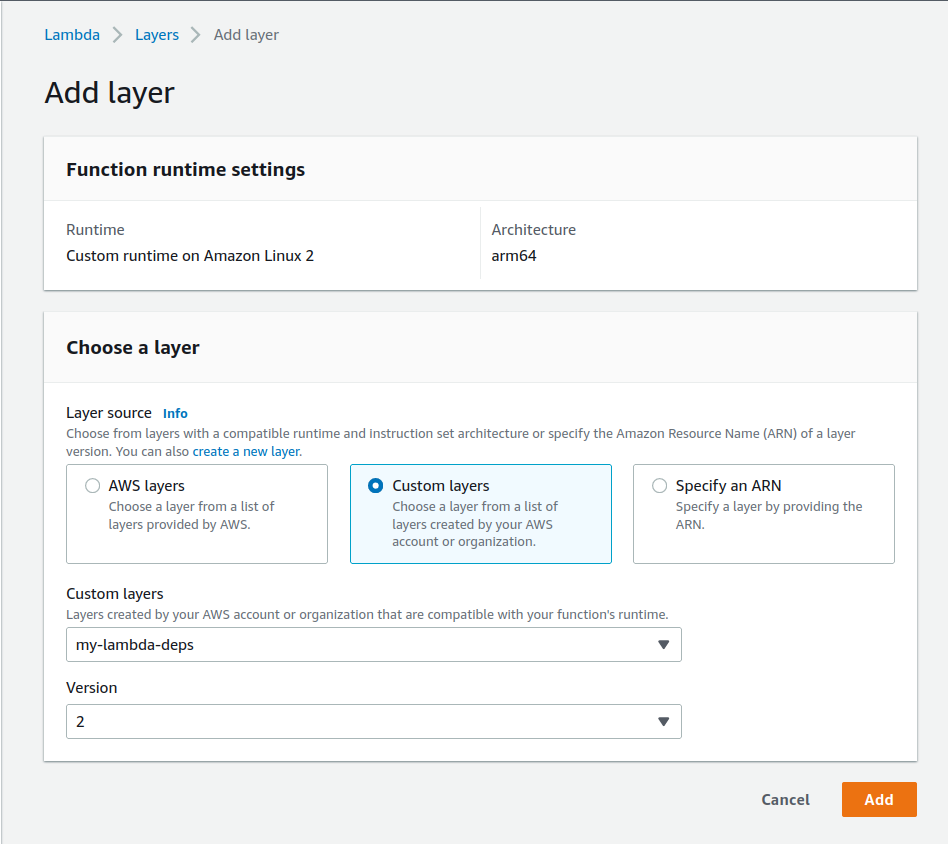 Lambda > Layers > Add layer
Add layer
Function runtime settings
Runtime
Custom runtime on Amazon Linux 2
Architecture
arm64
Choose a layer
Layer source Info
Choose from layers with a compatible runtime and instruction set architecture or specify the Amazon Resource Name (ARN) of a layer
version. You can also create a new layer.
AWS layers
Choose a layer from a list of
layers provided by AWS.
Custom layers
Choose a layer from a list of
layers created by your AWS
account or organization.
Specify an ARN
Specify a layer by providing the
ARN.
Custom layers
Layers created by your AWS account or organization that are compatible with your function's runtime.
my-lambda-deps
Version
2
Cancel
Add